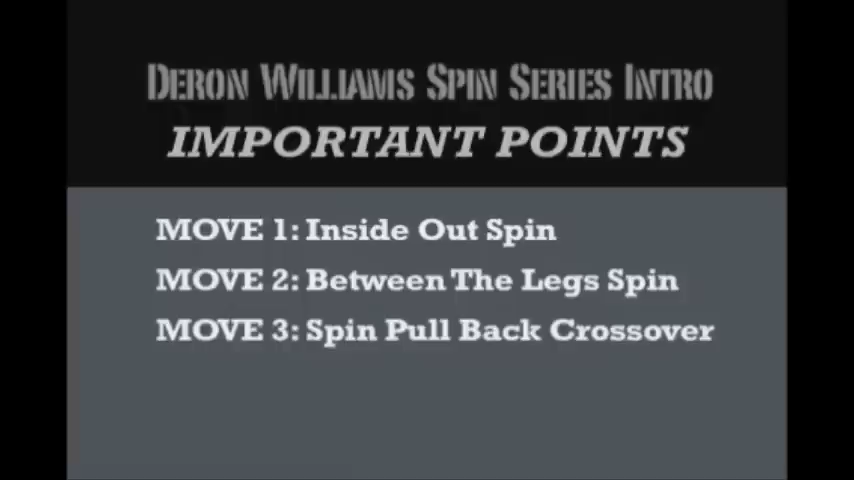 Deron Williams Spin Series Intro
IMPORTANT POINTS
MOVE 1: Inside Out Spin
MOVE 2: Between The Legs Spin
MOVE 3: Spin Pull Back Crossover